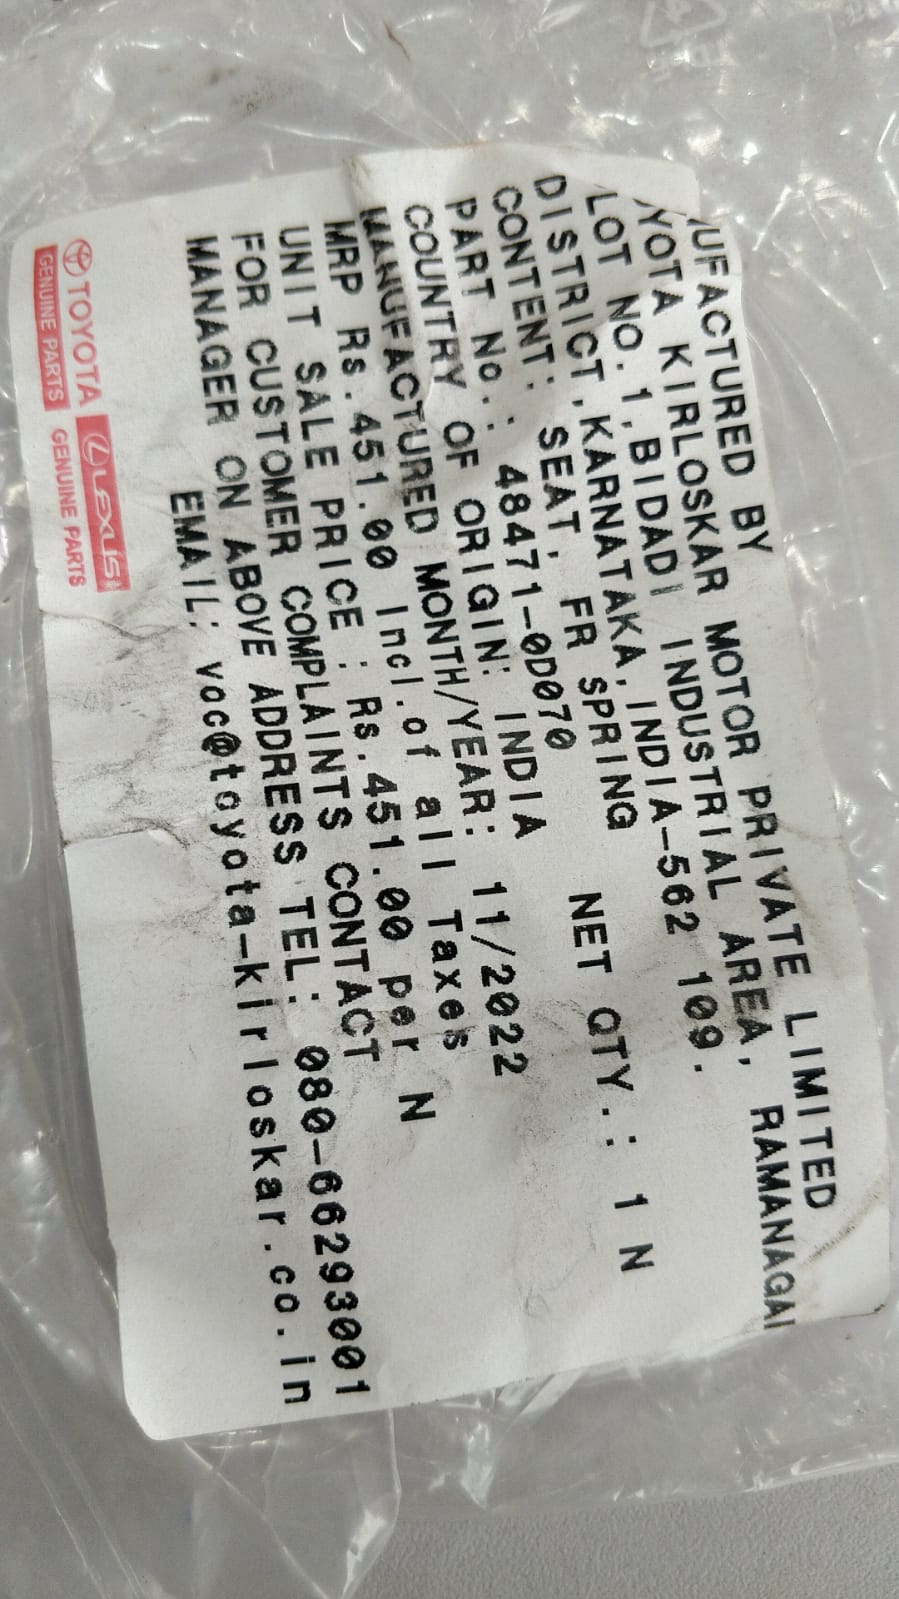 UFACTURED BY
YOTA KIRLOSKAR MOTOR PRIVATE LIMITED
LOT NO.1,BIDADI INDUSTRIAL AREA, RAMANAGAI
DISTRICT,KARNATAKA,INDIA-562 109.
CONTENT: SEAT, FR SPRING NET QTY.: 1 N
PART No.: 48471-0D070
COUNTRY OF ORIGIN: INDIA
MANUFACTURED MONTH/YEAR: 11/2022
MRP Rs.451.00 Incl.of all Taxes
UNIT SALE PRICE : Rs.451.00 per N
FOR CUSTOMER COMPLAINTS CONTACT
MANAGER ON ABOVE ADDRESS TEL: 080-66293001
EMAIL: voc@toyota-kirloskar.co.in
TOYOTA LEXUS
GENUINE PARTS GENUINE PARTS